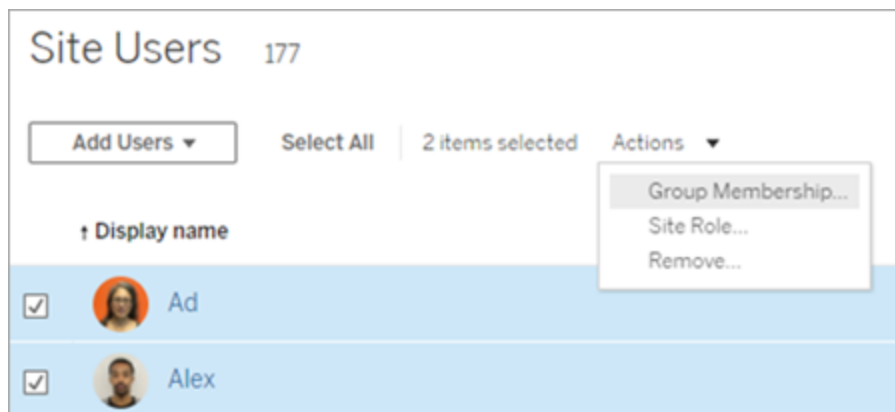 Site Users 177
Add Users ▾ Select All 2 items selected Actions ▼
Group Membership...
Site Role...
Remove...
↑ Display name
Ad
Alex